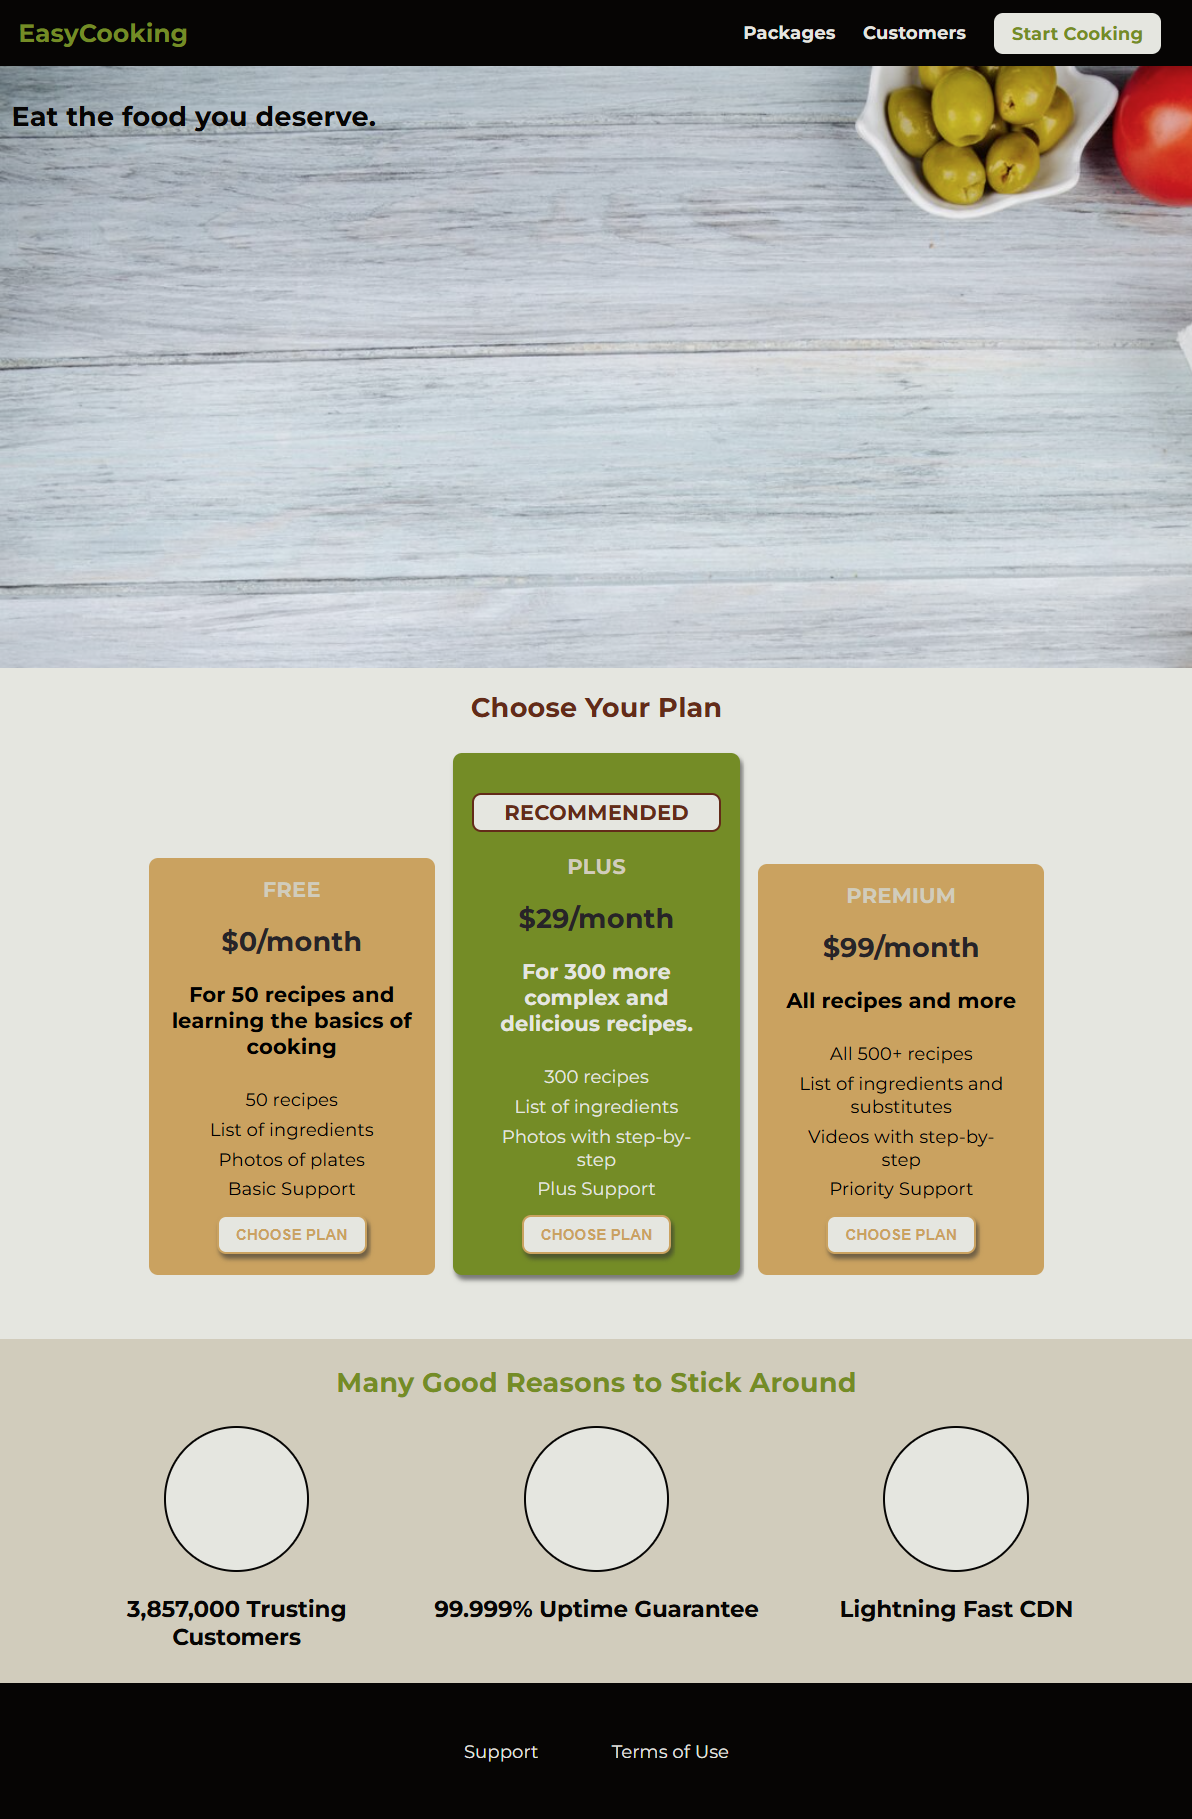 EasyCooking
Packages
Customers
Start Cooking
Eat the food you deserve.
Choose Your Plan
FREE
$0/month
For 50 recipes and
learning the basics of
cooking
50 recipes
List of ingredients
Photos of plates
Basic Support
CHOOSE PLAN
RECOMMENDED
PLUS
$29/month
For 300 more
complex and
delicious recipes.
300 recipes
List of ingredients
Photos with step-by-
step
Plus Support
CHOOSE PLAN
PREMIUM
$99/month
All recipes and more
All 500+ recipes
List of ingredients and
substitutes
Videos with step-by-
step
Priority Support
CHOOSE PLAN
Many Good Reasons to Stick Around
3,857,000 Trusting
Customers
99.999% Uptime Guarantee
Lightning Fast CDN
Support
Terms of Use